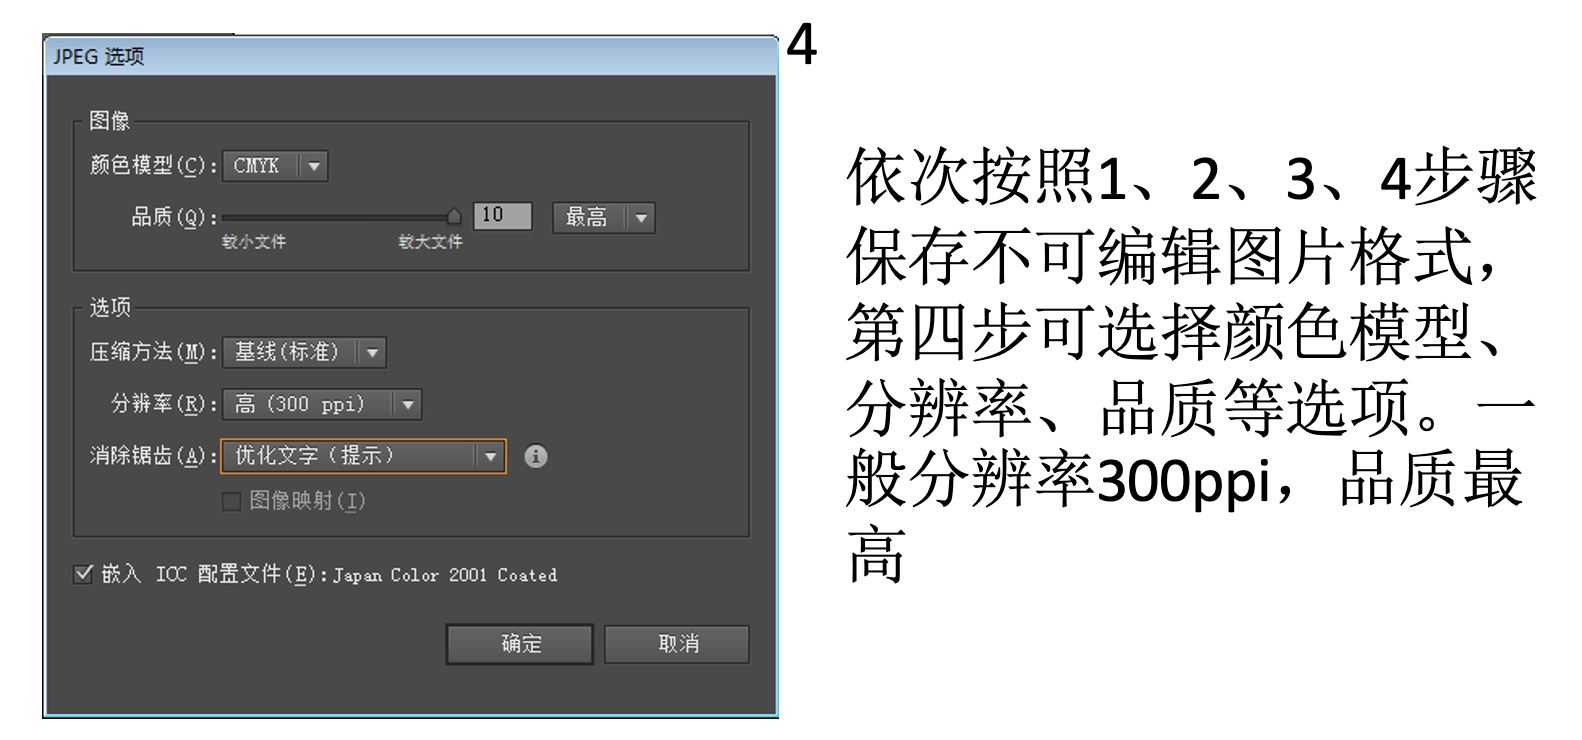 JPEG 选项
4
图像
颜色模型(C): CMYK
品质(Q): 10 最高
较小文件 较大文件
选项
压缩方法(M): 基线(标准)
分辨率(R): 高 (300 ppi)
消除锯齿(A): 优化文字（提示）
图像映射(I)
嵌入 ICC 配置文件(E): Japan Color 2001 Coated
确定 取消
依次按照1、2、3、4步骤
保存不可编辑图片格式，
第四步可选择颜色模型、
分辨率、品质等选项。一
般分辨率300ppi，品质最
高